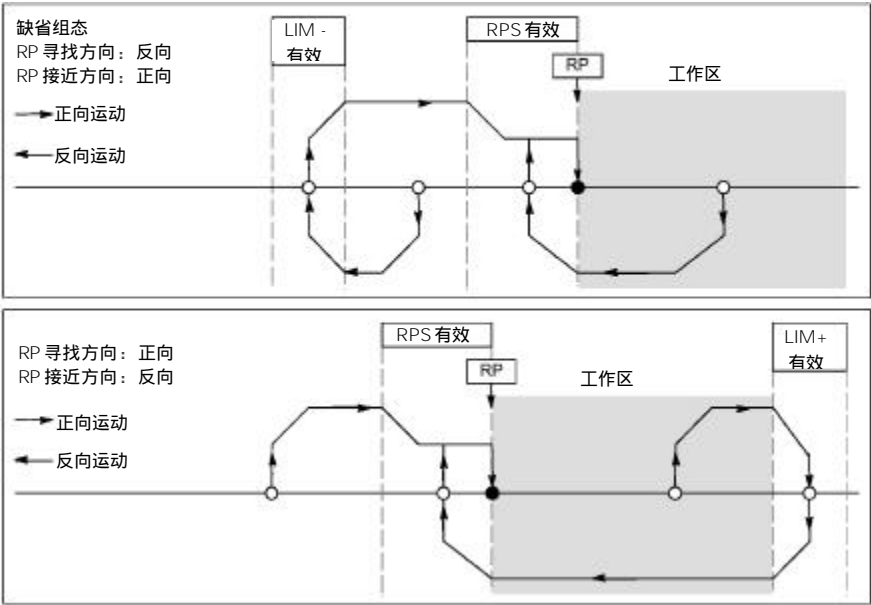 缺省组态
RP 寻找方向：反向
RP 接近方向：正向
正向运动
反向运动
LIM -
有效
RPS 有效
RP
工作区
RP 寻找方向：正向
RP 接近方向：反向
正向运动
反向运动
RPS 有效
RP
工作区
LIM+
有效